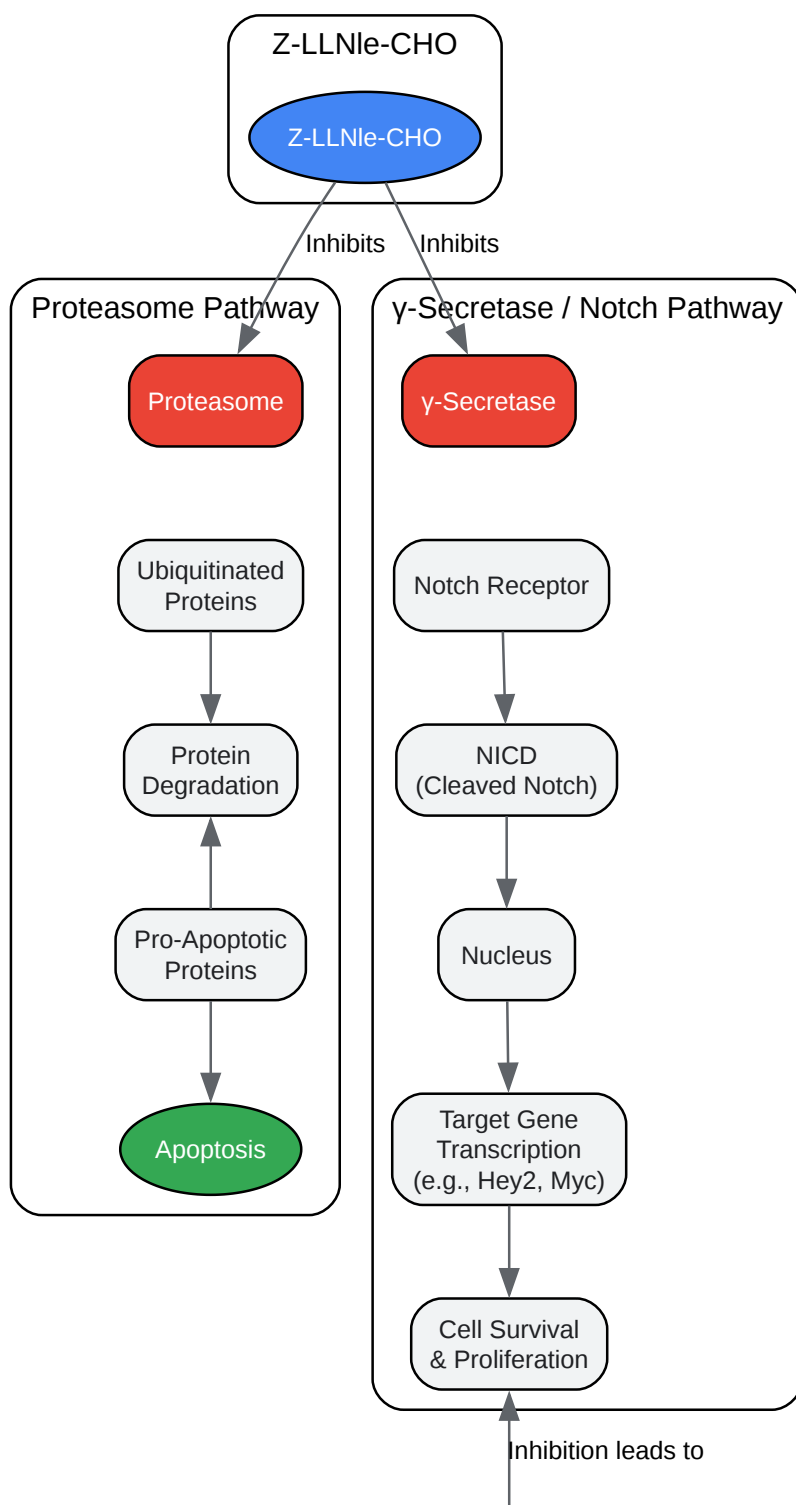 Z-LLNle-CHO
Z-LLNle-CHO
Inhibits
Inhibits
Proteasome Pathway
Proteasome
Ubiquitinated
Proteins
Protein
Degradation
Pro-Apoptotic
Proteins
Apoptosis
γ-Secretase / Notch Pathway
γ-Secretase
Notch Receptor
NICD
(Cleaved Notch)
Nucleus
Target Gene
Transcription
(e.g., Hey2, Myc)
Cell Survival
& Proliferation
Inhibition leads to